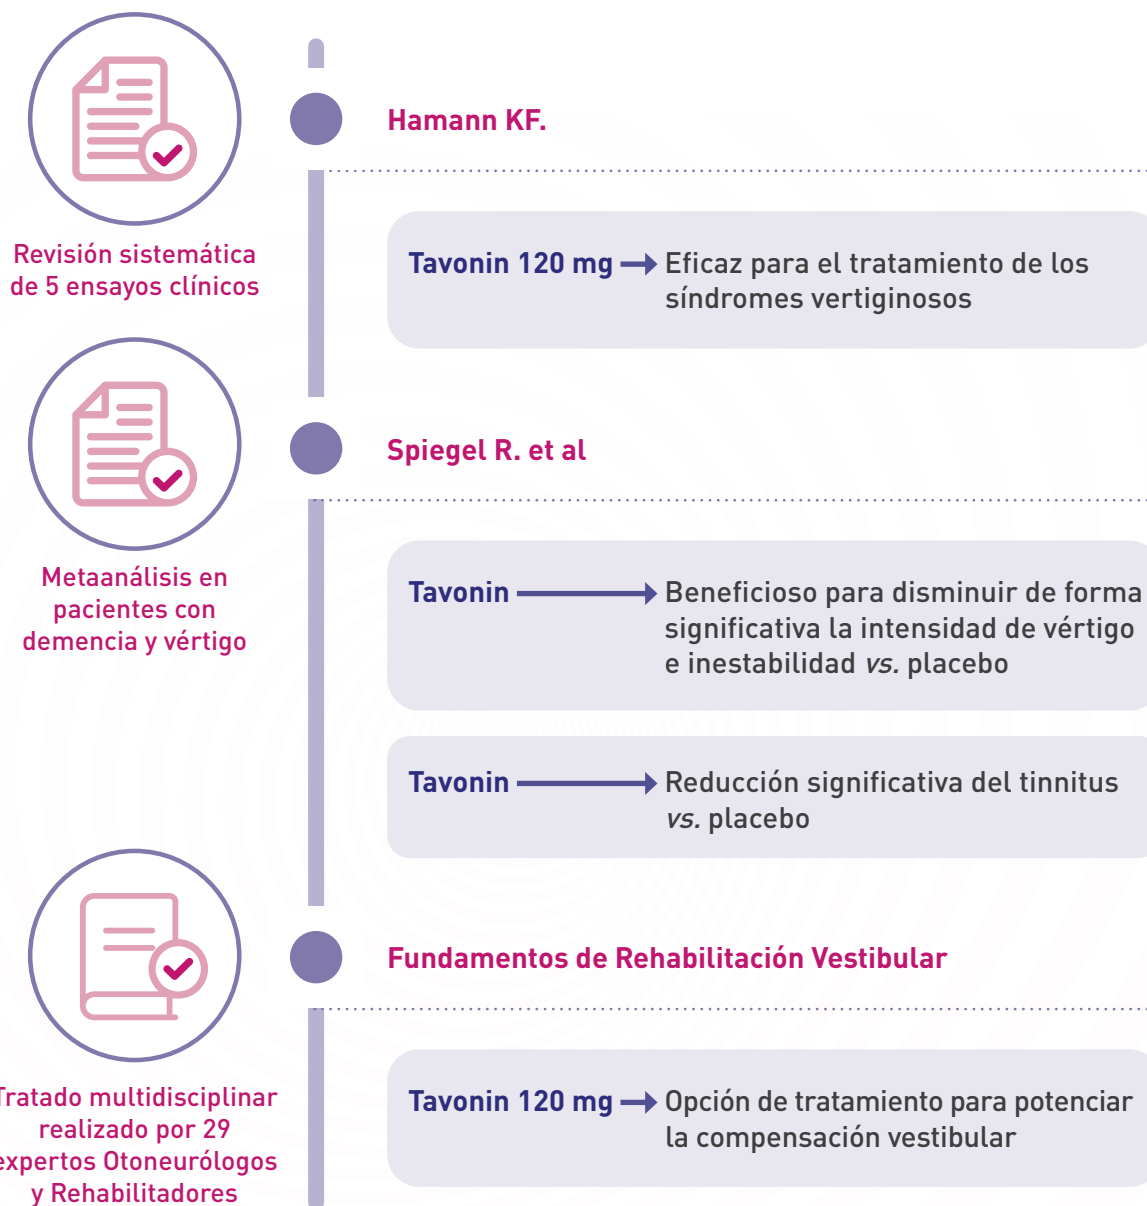 Hamann KF.
Revisión sistemática
de 5 ensayos clínicos
Tavonin 120 mg → Eficaz para el tratamiento de los
síndromes vertiginosos
Spiegel R. et al
Metaanálisis en
pacientes con
demencia y vértigo
Tavonin → Beneficioso para disminuir de forma
significativa la intensidad de vértigo
e inestabilidad vs. placebo
Tavonin → Reducción significativa del tinnitus
vs. placebo
Fundamentos de Rehabilitación Vestibular
Tratado multidisciplinar
realizado por 29
expertos Otoneurólogos
y Rehabilitadores
Tavonin 120 mg → Opción de tratamiento para potenciar
la compensación vestibular